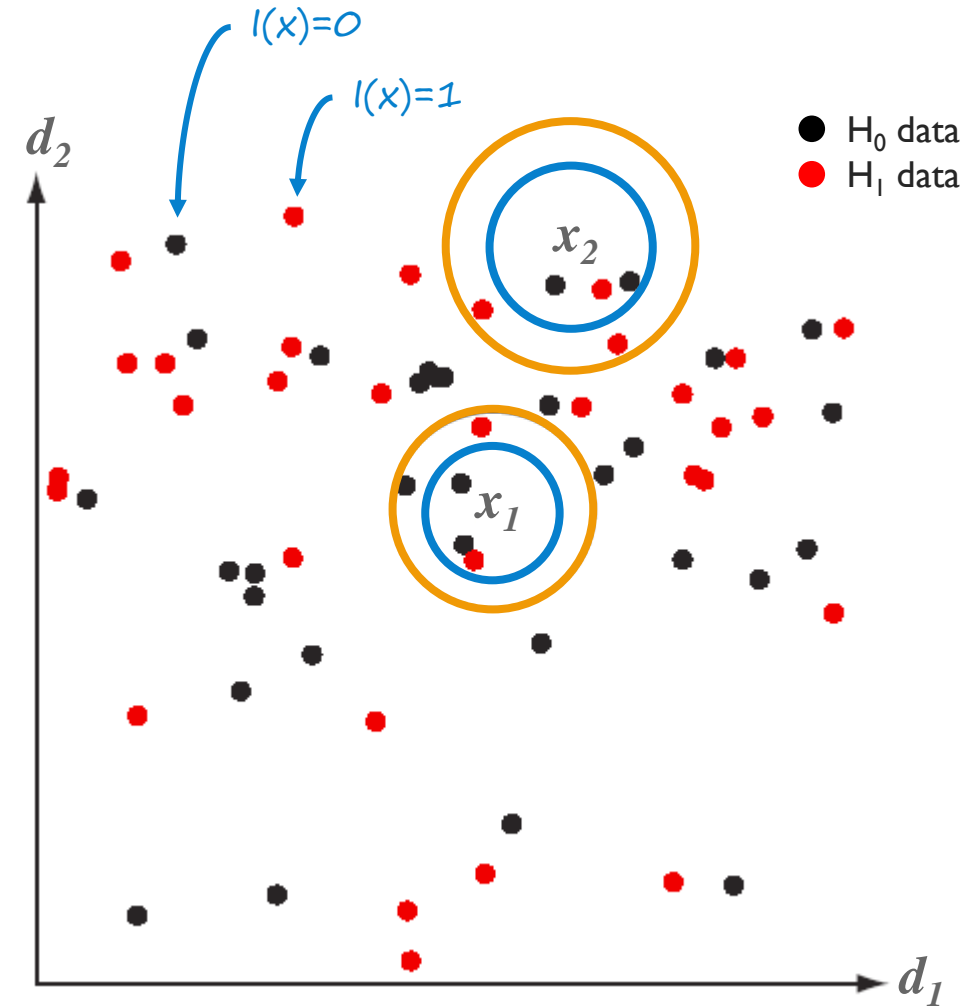 l(x)=0
l(x)=1
d₂
H₀ data
H₁ data
x₂
x₁
d₁